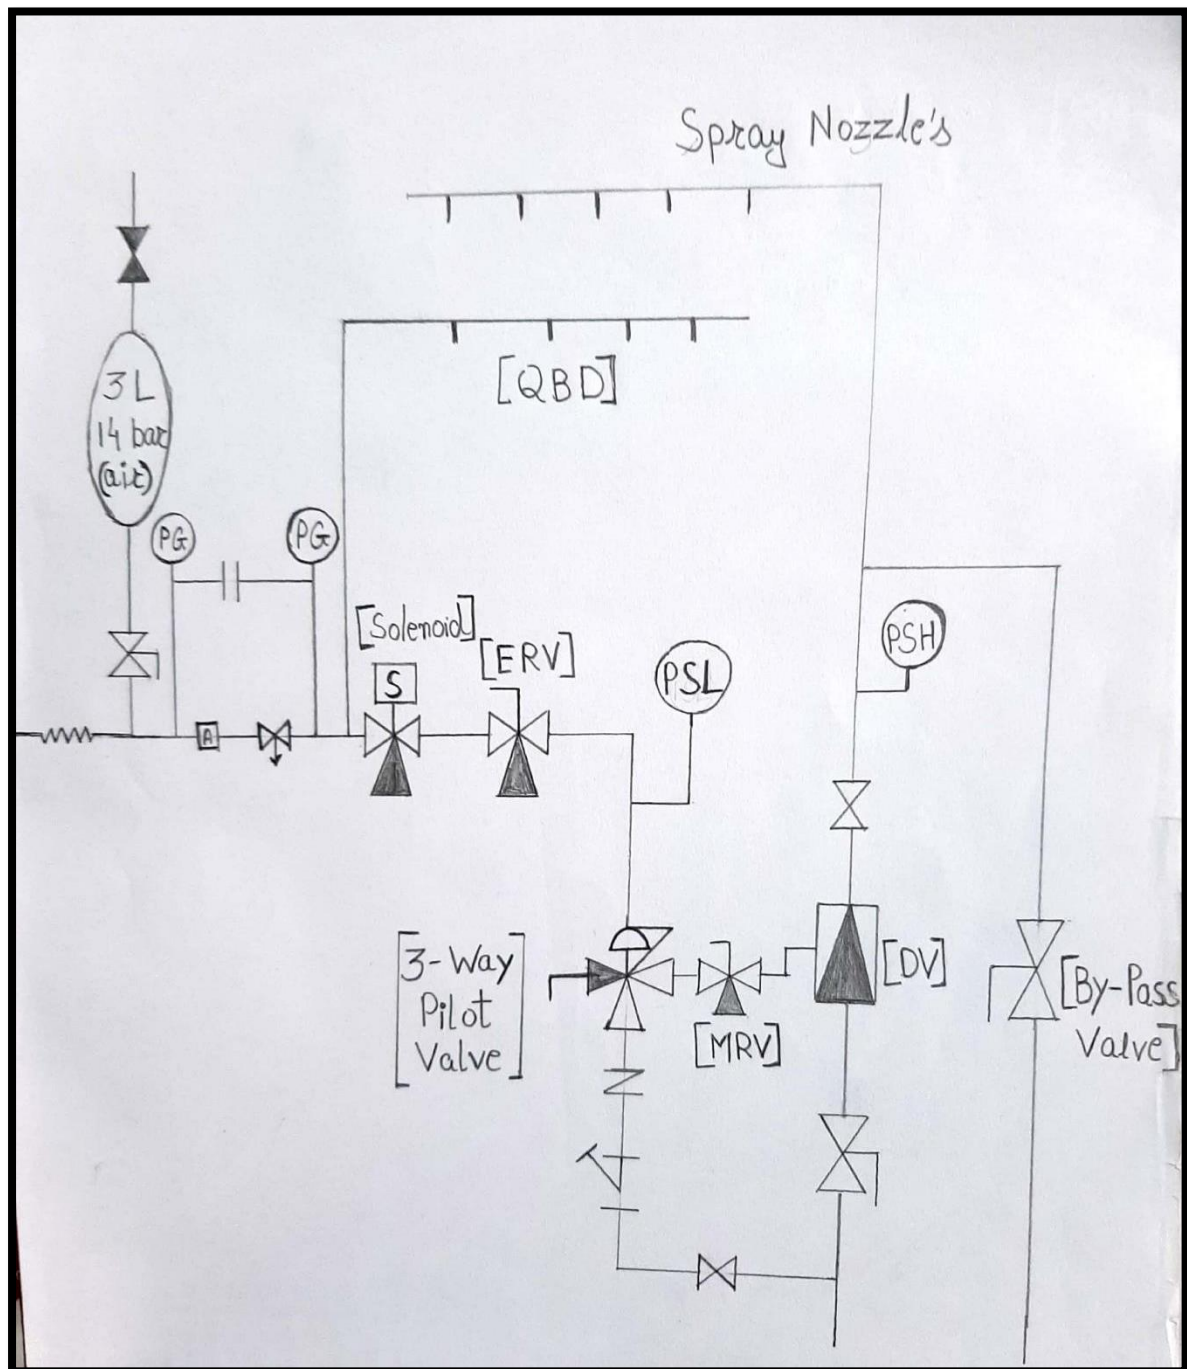 Spray Nozzle's
3 L
14 bar
(air)
[QBD]
PG
PG
[Solenoid]
[ERV]
S
PSL
PSH
A
[3-Way
Pilot
Valve]
[MRV]
[DV]
[By-Pass
Valve]